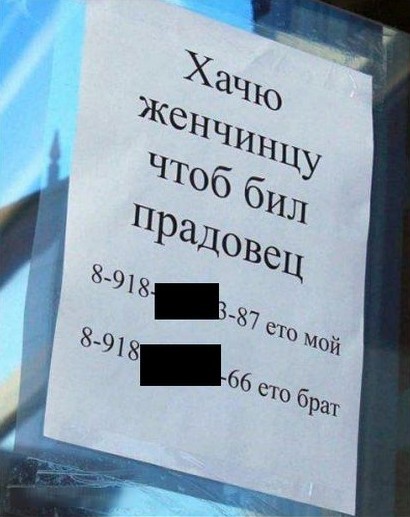 Хачю
женчинцу
чтоб бил
прадовец
8-918- 3-87 ето мой
8-918 -66 ето брат